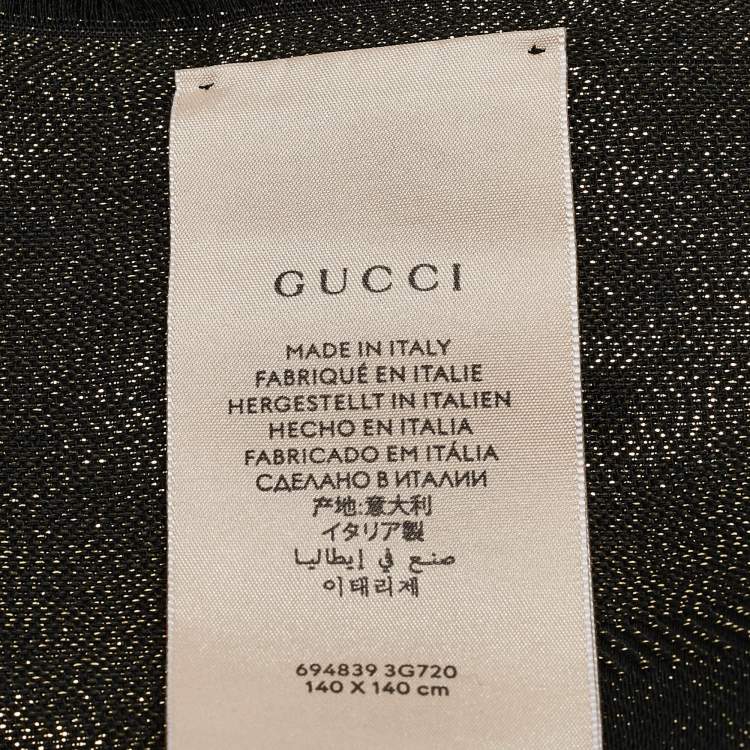 GUCCI
MADE IN ITALY
FABRIQUÉ EN ITALIE
HERGESTELLT IN ITALIEN
HECHO EN ITALIA
FABRICADO EM ITÁLIA
СДЕЛАНО В ИТАЛИИ
产地:意大利
イタリア製
صنع في إيطاليا
이태리제
694839 3G720
140 X 140 cm